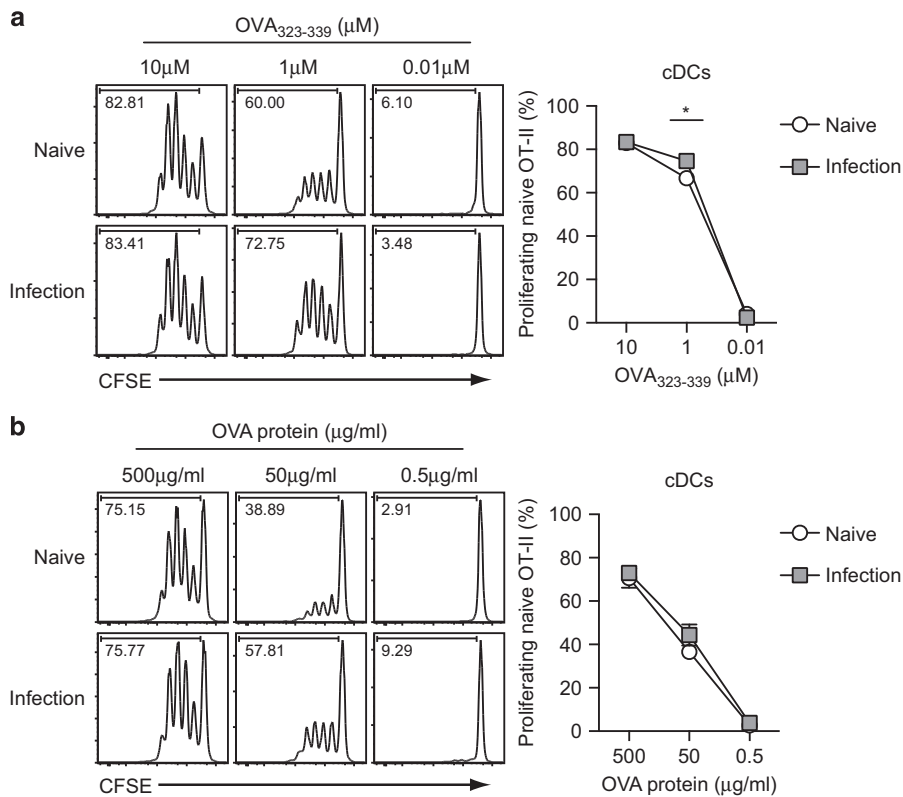 a
OVA323-339 (μM)
10μM 1μM 0.01μM
Naive
82.81 60.00 6.10
Infection
83.41 72.75 3.48
CFSE
cDCs
Proliferating naive OT-II (%)
100
80
60
40
20
0
*
10 1 0.01
OVA323-339 (μM)
Naive
Infection
b
OVA protein (μg/ml)
500μg/ml 50μg/ml 0.5μg/ml
Naive
75.15 38.89 2.91
Infection
75.77 57.81 9.29
CFSE
cDCs
Proliferating naive OT-II (%)
100
80
60
40
20
0
500 50 0.5
OVA protein (μg/ml)
Naive
Infection